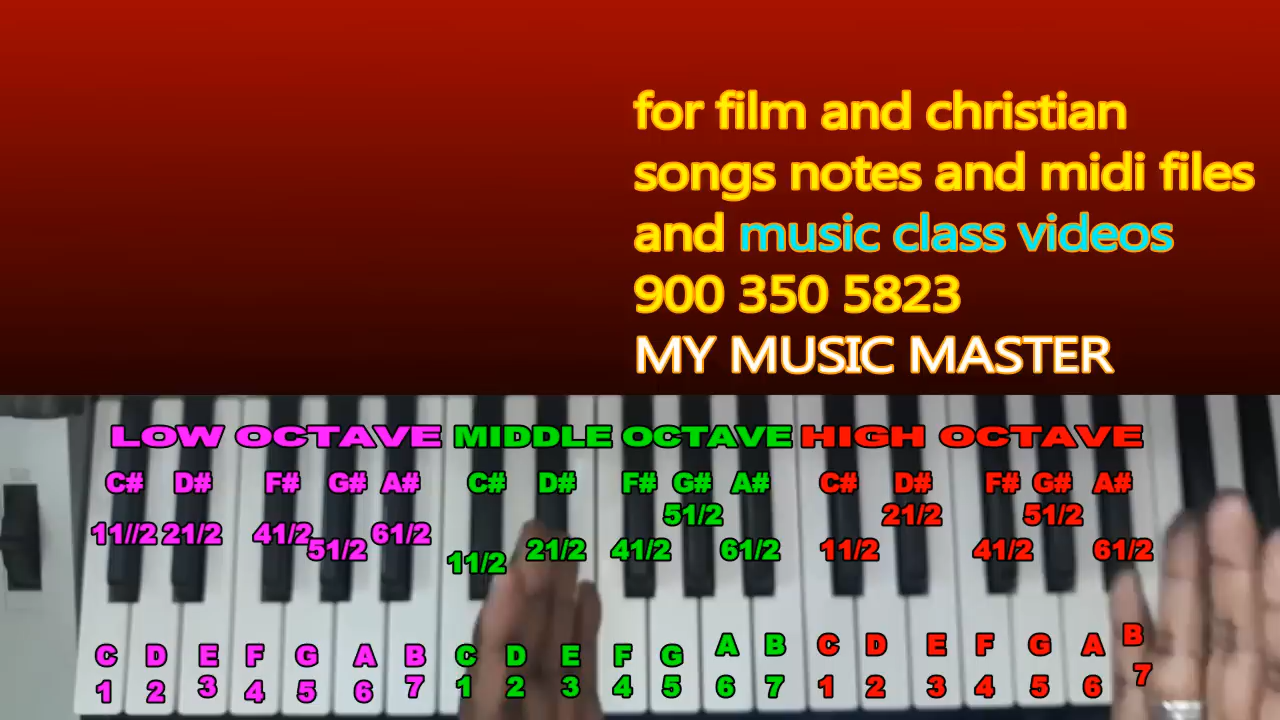 for film and christian
songs notes and midi files
and music class videos
900 350 5823
MY MUSIC MASTER
LOW OCTAVE MIDDLE OCTAVE HIGH OCTAVE
C# D# F# G# A# C# D# F# G# A# C# D# F# G# A#
11//2 21/2 41/2 51/2 61/2 11/2 21/2 41/2 51/2 61/2 11/2 21/2 41/2 51/2 61/2
C D E F G A B C D E F G A B C D E F G A B
1 2 3 4 5 6 7 1 2 3 4 5 6 7 1 2 3 4 5 6 7